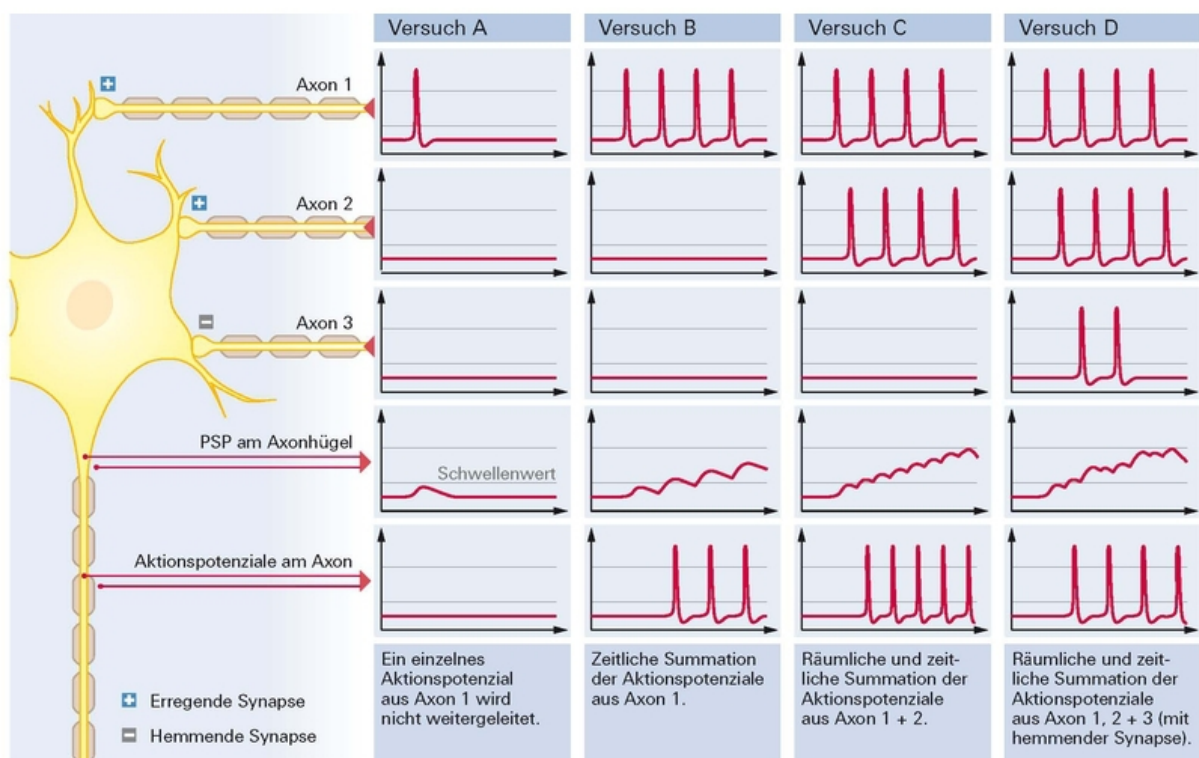 Versuch A
Versuch B
Versuch C
Versuch D
Axon 1
Axon 2
Axon 3
PSP am Axonhügel
Schwellenwert
Aktionspotenziale am Axon
Erregende Synapse
Hemmende Synapse
Ein einzelnes
Aktionspotenzial
aus Axon 1 wird
nicht weitergeleitet.
Zeitliche Summation
der Aktionspotenziale
aus Axon 1.
Räumliche und zeit-
liche Summation der
Aktionspotenziale
aus Axon 1 + 2.
Räumliche und zeit-
liche Summation der
Aktionspotenziale
aus Axon 1, 2 + 3 (mit
hemmender Synapse).